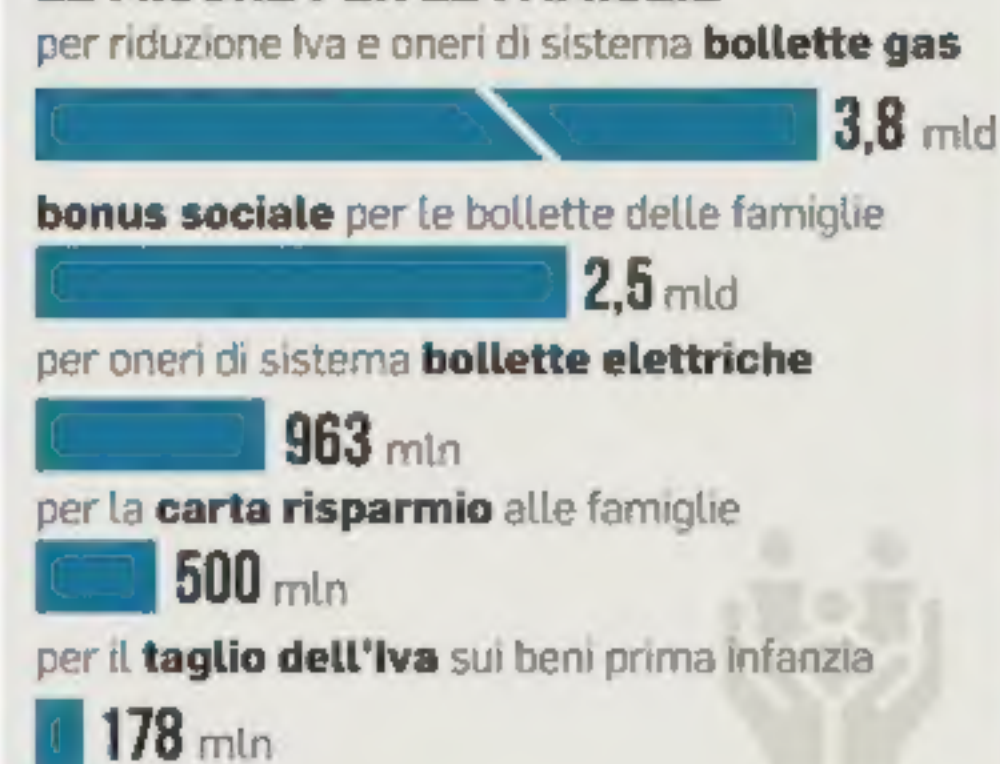 per riduzione Iva e oneri di sistema bollette gas
3,8 mld
bonus sociale per le bollette delle famiglie
2,5 mld
per oneri di sistema bollette elettriche
963 mln
per la carta risparmio alle famiglie
500 mln
per il taglio dell'Iva sui beni prima infanzia
178 mln